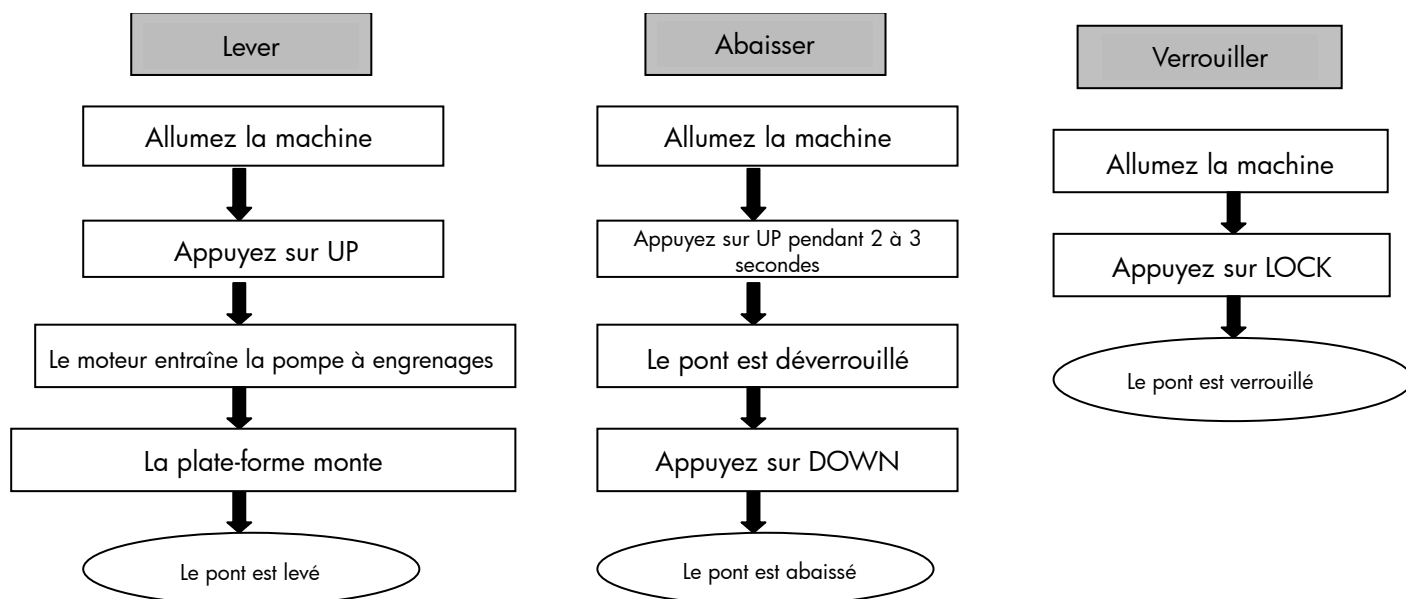 Lever
Allumez la machine
Appuyez sur UP
Le moteur entraîne la pompe à engrenages
La plate-forme monte
Le pont est levé
Abaisser
Allumez la machine
Appuyez sur UP pendant 2 à 3
secondes
Le pont est déverrouillé
Appuyez sur DOWN
Le pont est abaissé
Verrouiller
Allumez la machine
Appuyez sur LOCK
Le pont est verrouillé